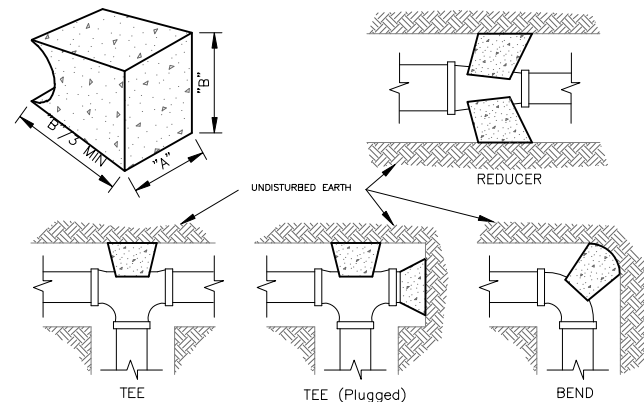 "B"
"B"/3" MIN
"A"
REDUCER
UNDISTURBED EARTH
TEE
TEE (Plugged)
BEND